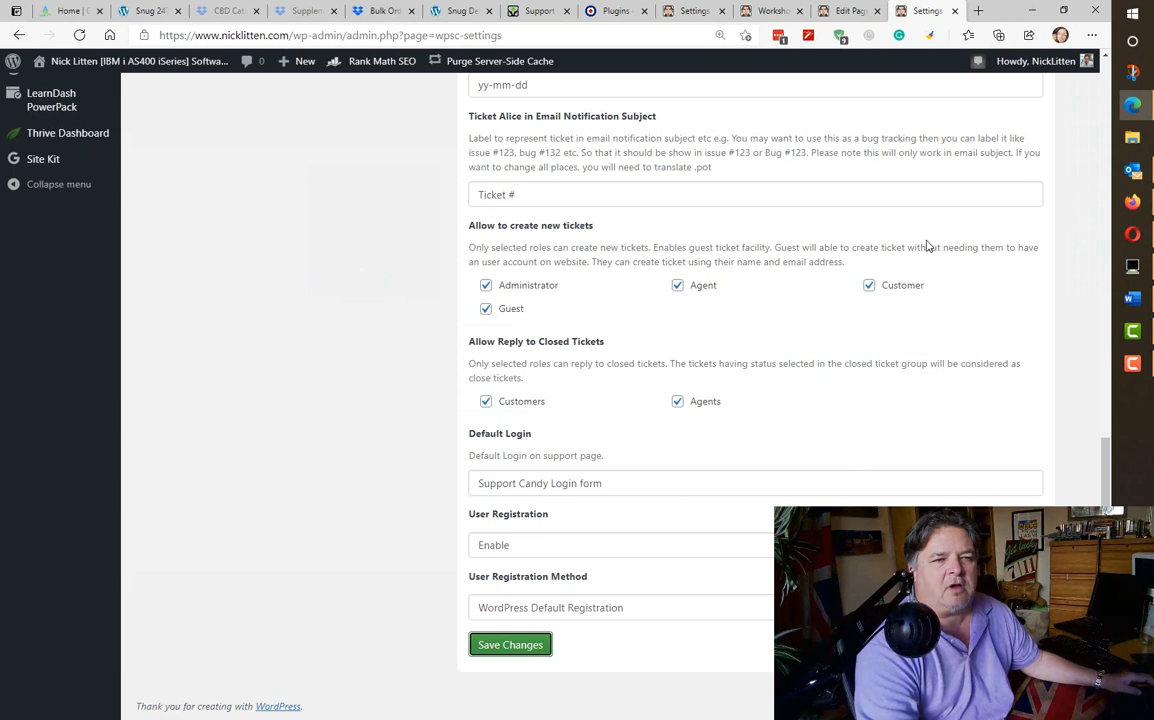 Home | C
Snug 24
CBD Cat
Supplem
Bulk Ord
Snug Da
Support
Plugins
Settings
Worksho
Edit Pag
Settings
https://www.nicklitten.com/wp-admin/admin.php?page=wpsc-settings
Nick Litten [IBM i AS400 iSeries] Softwa...
0
New
Rank Math SEO
Purge Server-Side Cache
Howdy, NickLitten
LearnDash
PowerPack
Thrive Dashboard
Site Kit
Collapse menu
yy-mm-dd
Ticket Alice in Email Notification Subject
Label to represent ticket in email notification subject etc e.g. You may want to use this as a bug tracking then you can label it like
issue #123, bug #132 etc. So that it should be show in issue #123 or Bug #123. Please note this will only work in email subject. If you
want to change all places, you will need to translate .pot
Ticket #
Allow to create new tickets
Only selected roles can create new tickets. Enables guest ticket facility. Guest will able to create ticket without needing them to have
an user account on website. They can create ticket using their name and email address.
Administrator
Agent
Customer
Guest
Allow Reply to Closed Tickets
Only selected roles can reply to closed tickets. The tickets having status selected in the closed ticket group will be considered as
close tickets.
Customers
Agents
Default Login
Default Login on support page.
Support Candy Login form
User Registration
Enable
User Registration Method
WordPress Default Registration
Save Changes
Thank you for creating with WordPress.